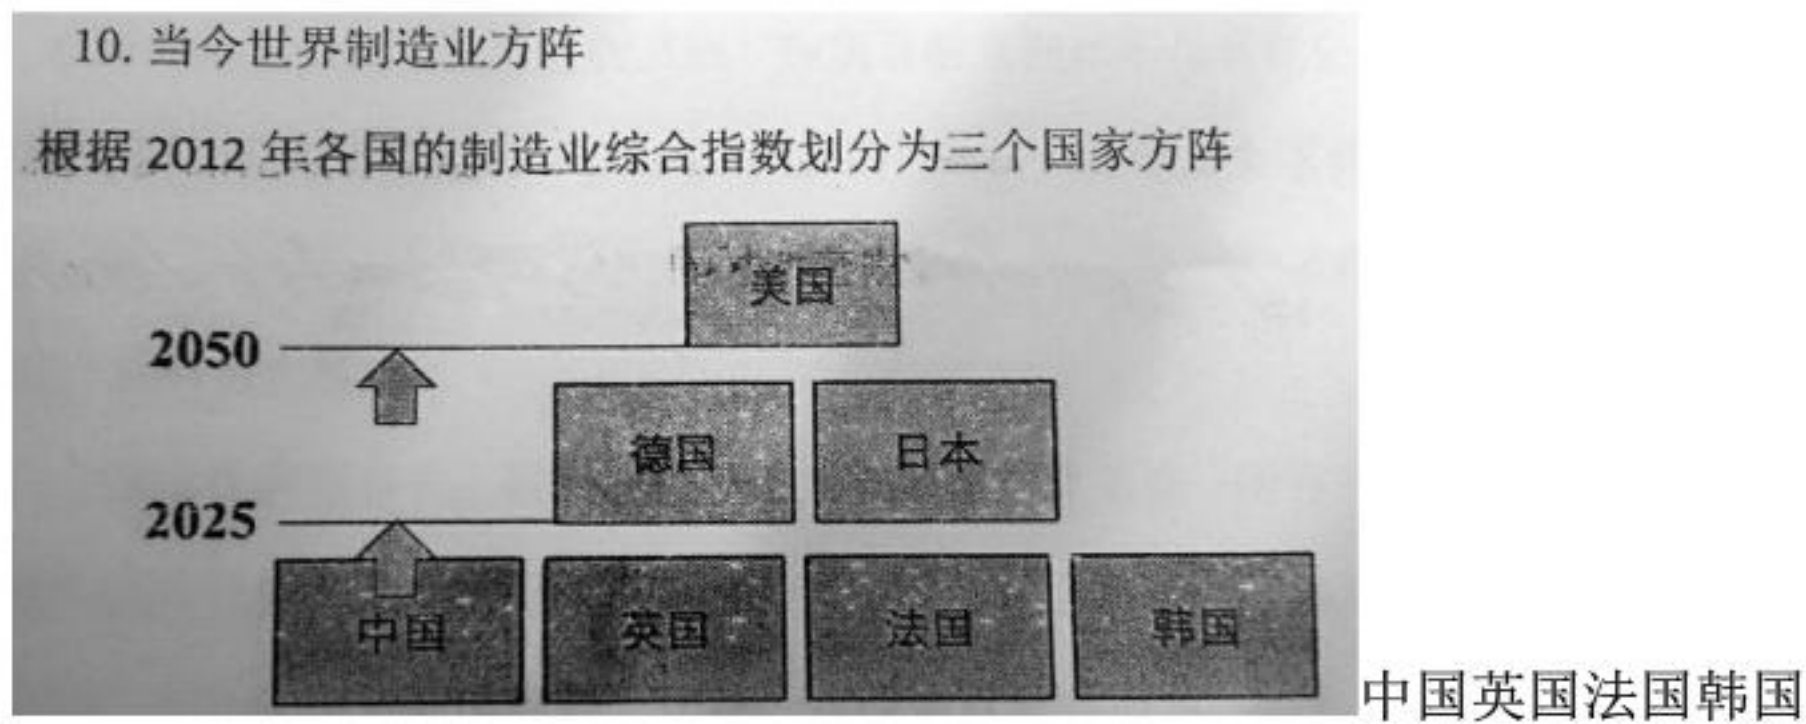 10. 当今世界制造业方阵
根据 2012 年各国的制造业综合指数划分为三个国家方阵
美国
2050
德国 日本
2025
中国 英国 法国 韩国
中国英国法国韩国